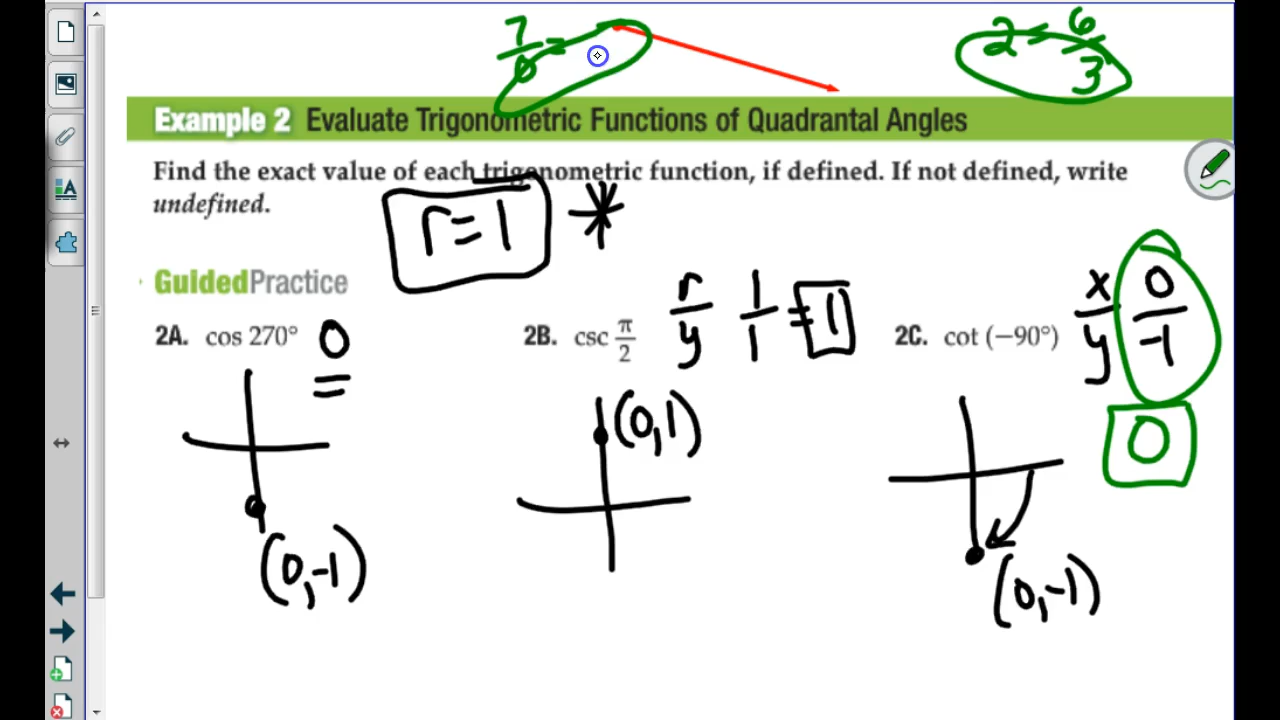 7/0 =
2 = 6/3
Example 2 Evaluate Trigonometric Functions of Quadrantal Angles
Find the exact value of each trigonometric function, if defined. If not defined, write
undefined.
r=1 *
GuidedPractice
2A. cos 270° 0
2B. csc π/2 r/y 1/1 = 1
2C. cot (−90°) x/y 0/-1
0
(0,-1)
(0,1)
(0,-1)